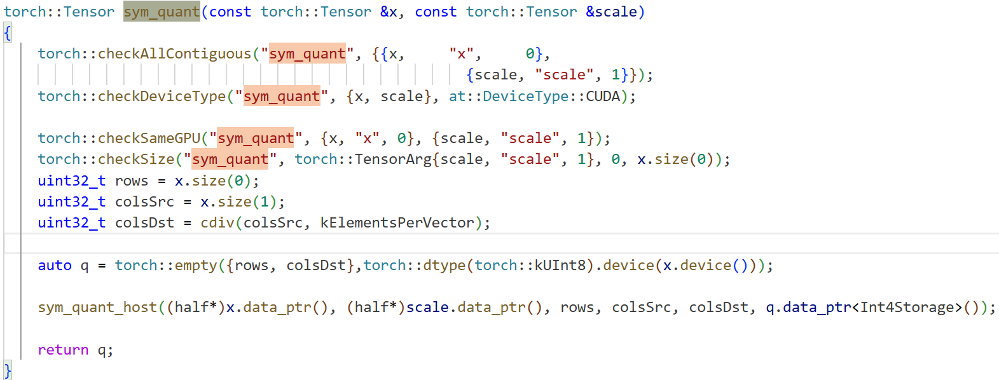 torch::Tensor sym_quant(const torch::Tensor &x, const torch::Tensor &scale)
{
    torch::checkAllContiguous("sym_quant", {{x,     "x",      0},
                                                  {scale, "scale", 1}});
    torch::checkDeviceType("sym_quant", {x, scale}, at::DeviceType::CUDA);

    torch::checkSameGPU("sym_quant", {x, "x", 0}, {scale, "scale", 1});
    torch::checkSize("sym_quant", torch::TensorArg{scale, "scale", 1}, 0, x.size(0));
    uint32_t rows = x.size(0);
    uint32_t colsSrc = x.size(1);
    uint32_t colsDst = cdiv(colsSrc, kElementsPerVector);

    auto q = torch::empty({rows, colsDst},torch::dtype(torch::kUInt8).device(x.device()));

    sym_quant_host((half*)x.data_ptr(), (half*)scale.data_ptr(), rows, colsSrc, colsDst, q.data_ptr<Int4Storage>());

    return q;
}